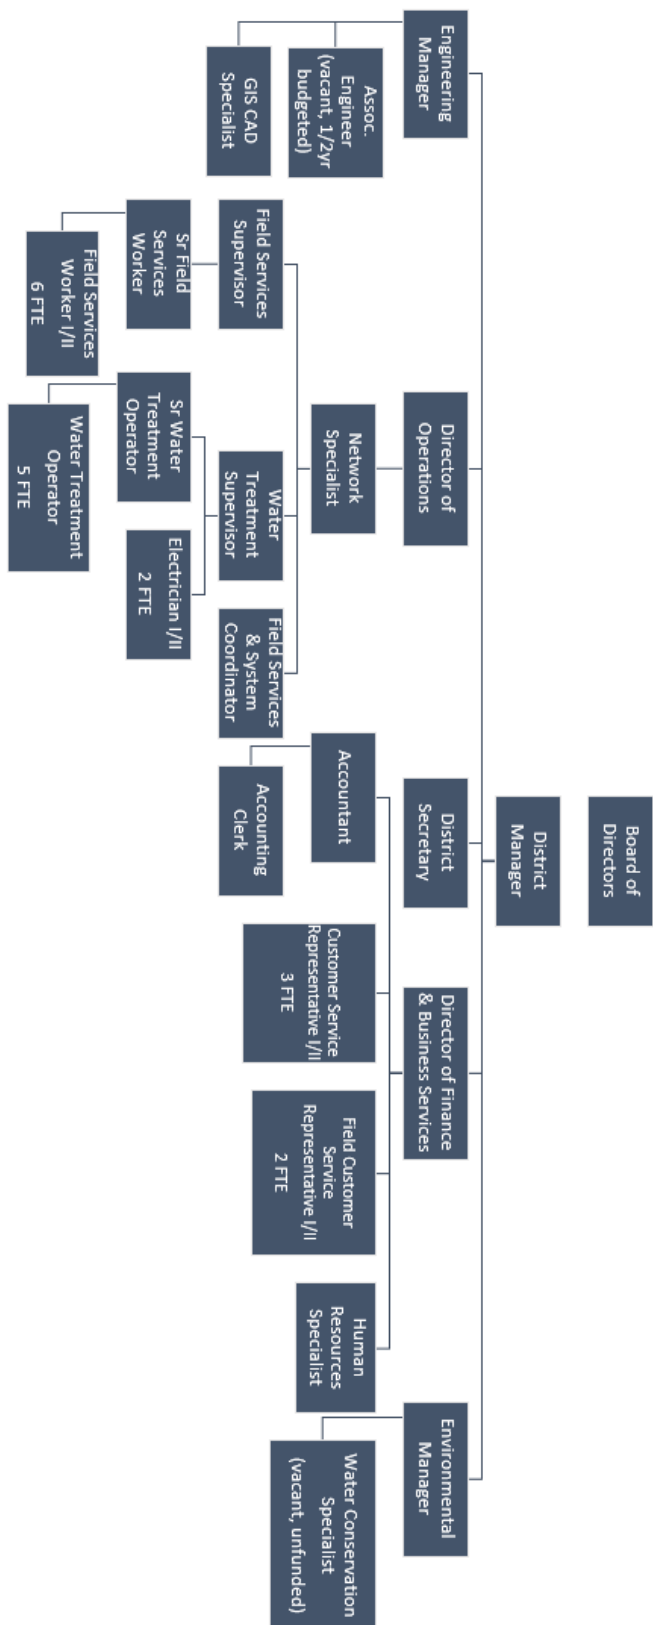 Board of
Directors
District
Manager
Engineering
Manager
Director of
Operations
District
Secretary
Director of Finance
& Business Services
Environmental
Manager
Assoc.
Engineer
(vacant, 1/2yr
budgeted)
GIS CAD
Specialist
Network
Specialist
Field Services
Supervisor
Water
Treatment
Supervisor
Field Services
& System
Coordinator
Sr Field
Services
Worker
Field Services
Worker I/II
6 FTE
Sr Water
Treatment
Operator
Electrician I/II
2 FTE
Water Treatment
Operator
5 FTE
Accountant
Accounting
Clerk
Customer Service
Representative I/II
3 FTE
Field Customer
Service
Representative I/II
2 FTE
Human
Resources
Specialist
Water Conservation
Specialist
(vacant, unfunded)